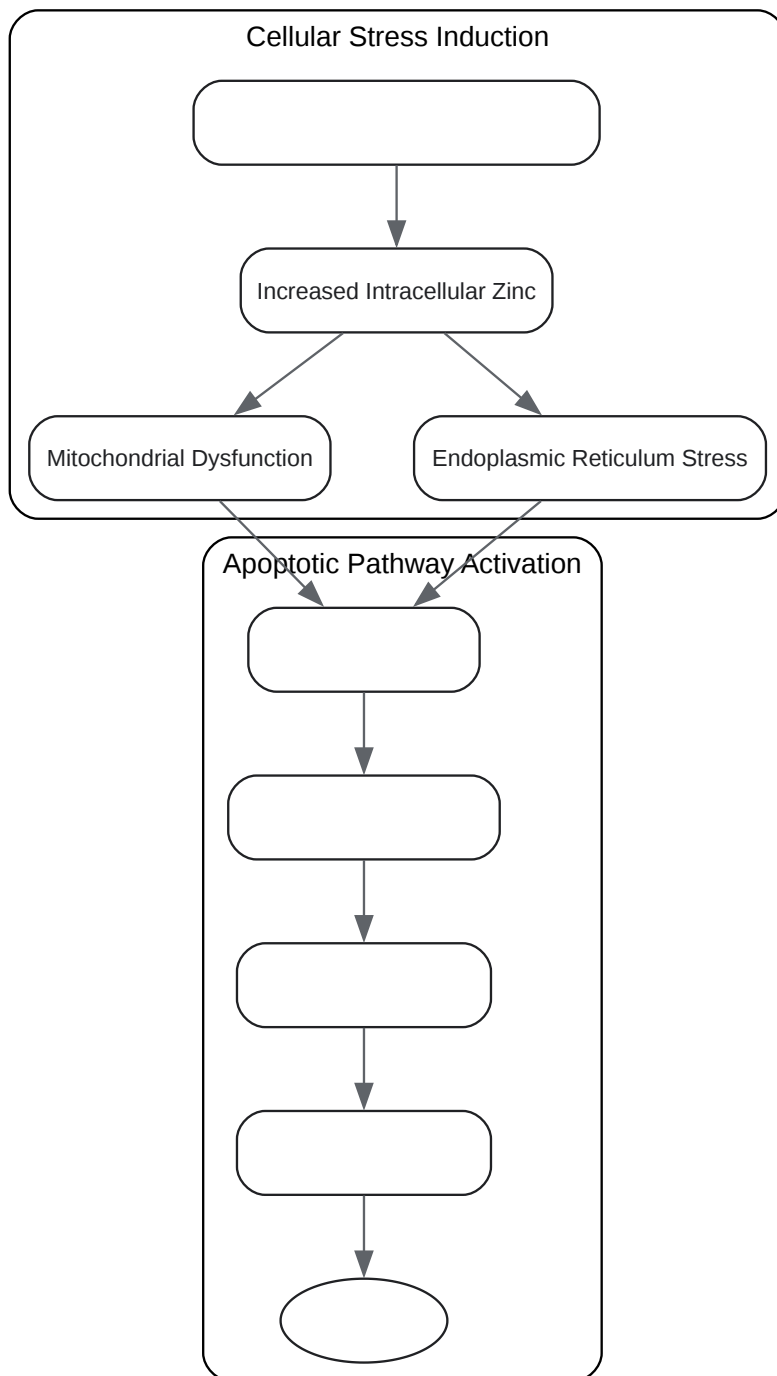 Cellular Stress Induction
Increased Intracellular Zinc
Mitochondrial Dysfunction
Endoplasmic Reticulum Stress
Apoptotic Pathway Activation